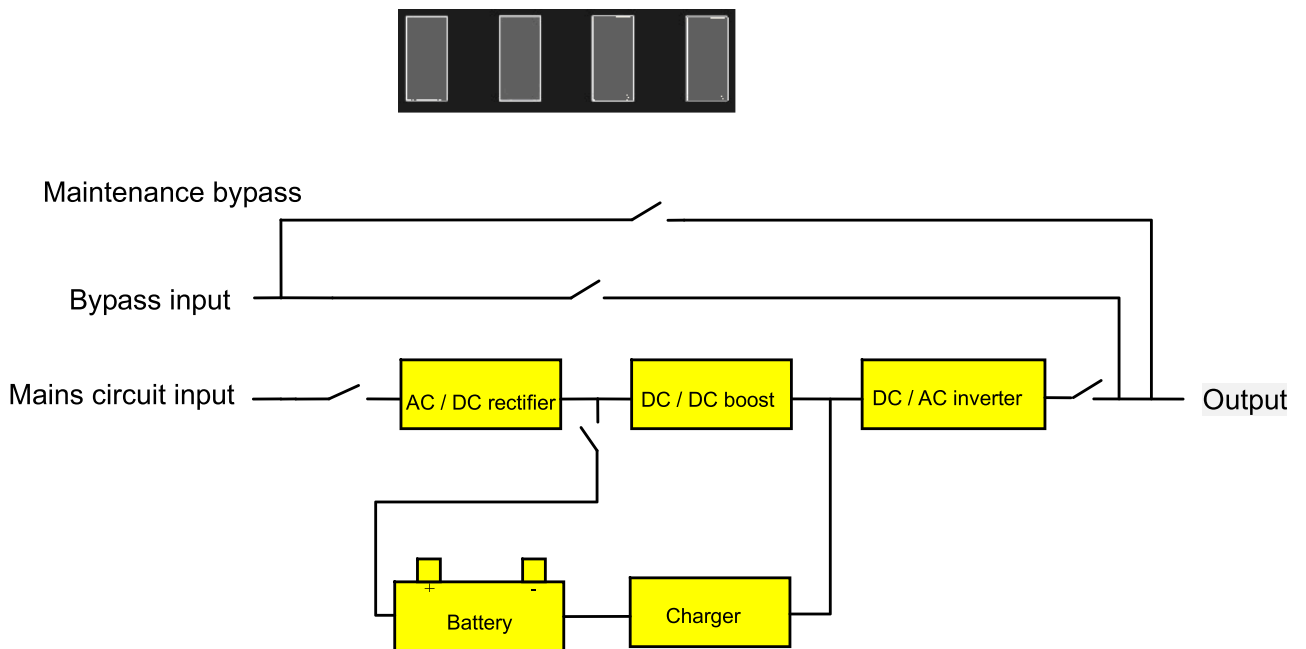 Maintenance bypass
Bypass input
Mains circuit input
AC / DC rectifier
DC / DC boost
DC / AC inverter
Output
+
-
Battery
Charger